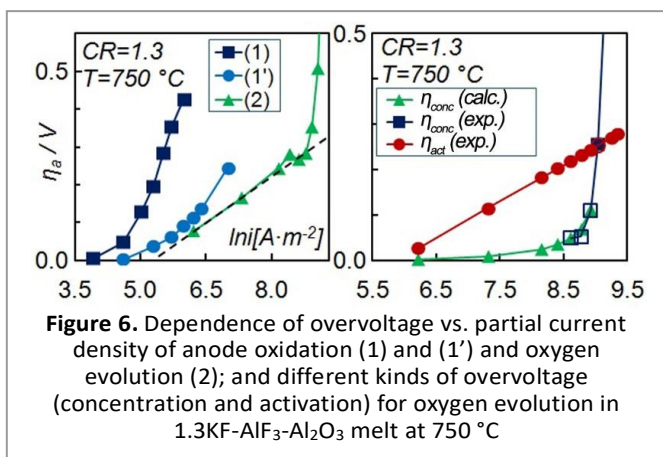 CR=1.3
T=750 °C
(1)
(1')
(2)
0.5
0.0
ηₐ / V
lni[A·m⁻²]
3.5 5.0 6.5 8.0
CR=1.3
T=750 °C
η_conc (calc.)
η_conc (exp.)
η_act (exp.)
0.5
0.0
5.5 6.5 7.5 8.5 9.5
Figure 6. Dependence of overvoltage vs. partial current
density of anode oxidation (1) and (1’) and oxygen
evolution (2); and different kinds of overvoltage
(concentration and activation) for oxygen evolution in
1.3KF-AlF₃-Al₂O₃ melt at 750 °C